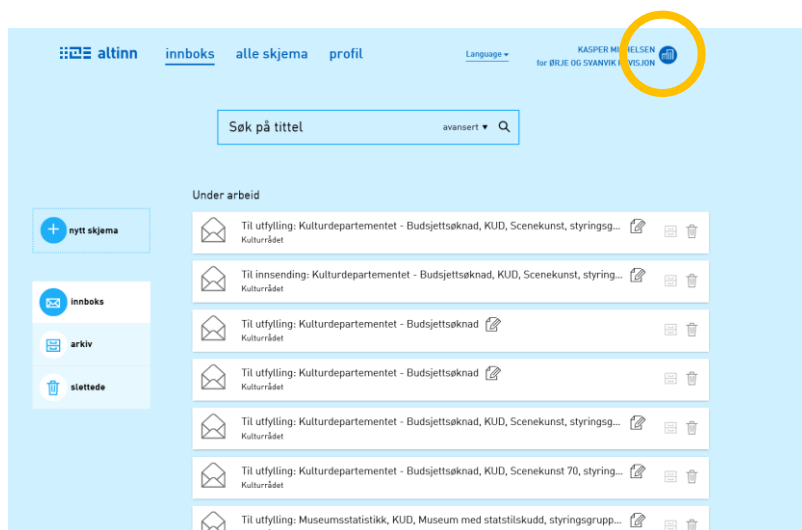 altinn innboks alle skjema profil Language KASPER MICHELSEN
for ØRJE OG SVANVIK REVISJON
Søk på tittel avansert
Under arbeid
nytt skjema
innboks
arkiv
slettede
Til utfylling: Kulturdepartementet - Budsjettsøknad, KUD, Scenekunst, styringsg...
Kulturrådet
Til innsending: Kulturdepartementet - Budsjettsøknad, KUD, Scenekunst, styring...
Kulturrådet
Til utfylling: Kulturdepartementet - Budsjettsøknad
Kulturrådet
Til utfylling: Kulturdepartementet - Budsjettsøknad
Kulturrådet
Til utfylling: Kulturdepartementet - Budsjettsøknad, KUD, Scenekunst, styringsg...
Kulturrådet
Til utfylling: Kulturdepartementet - Budsjettsøknad, KUD, Scenekunst 70, styring...
Kulturrådet
Til utfylling: Museumsstatistikk, KUD, Museum med statstilskudd, styringsgrupp...